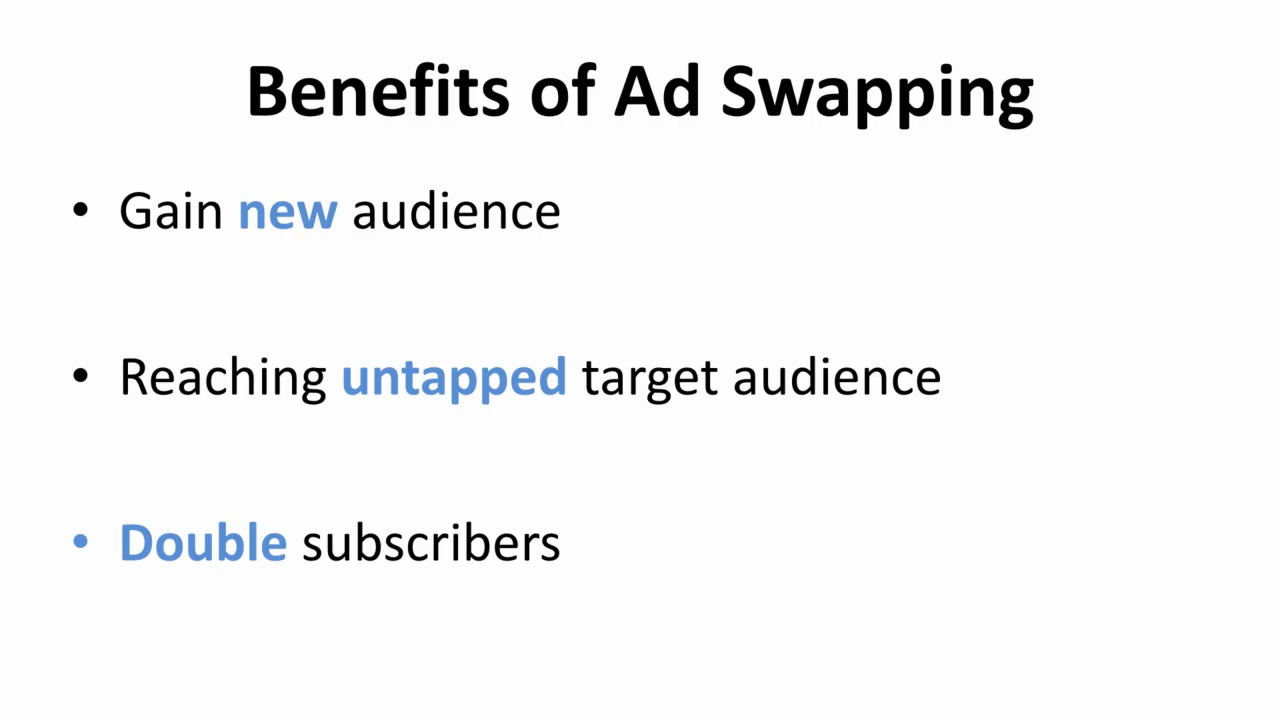 Benefits of Ad Swapping
• Gain new audience
• Reaching untapped target audience
• Double subscribers